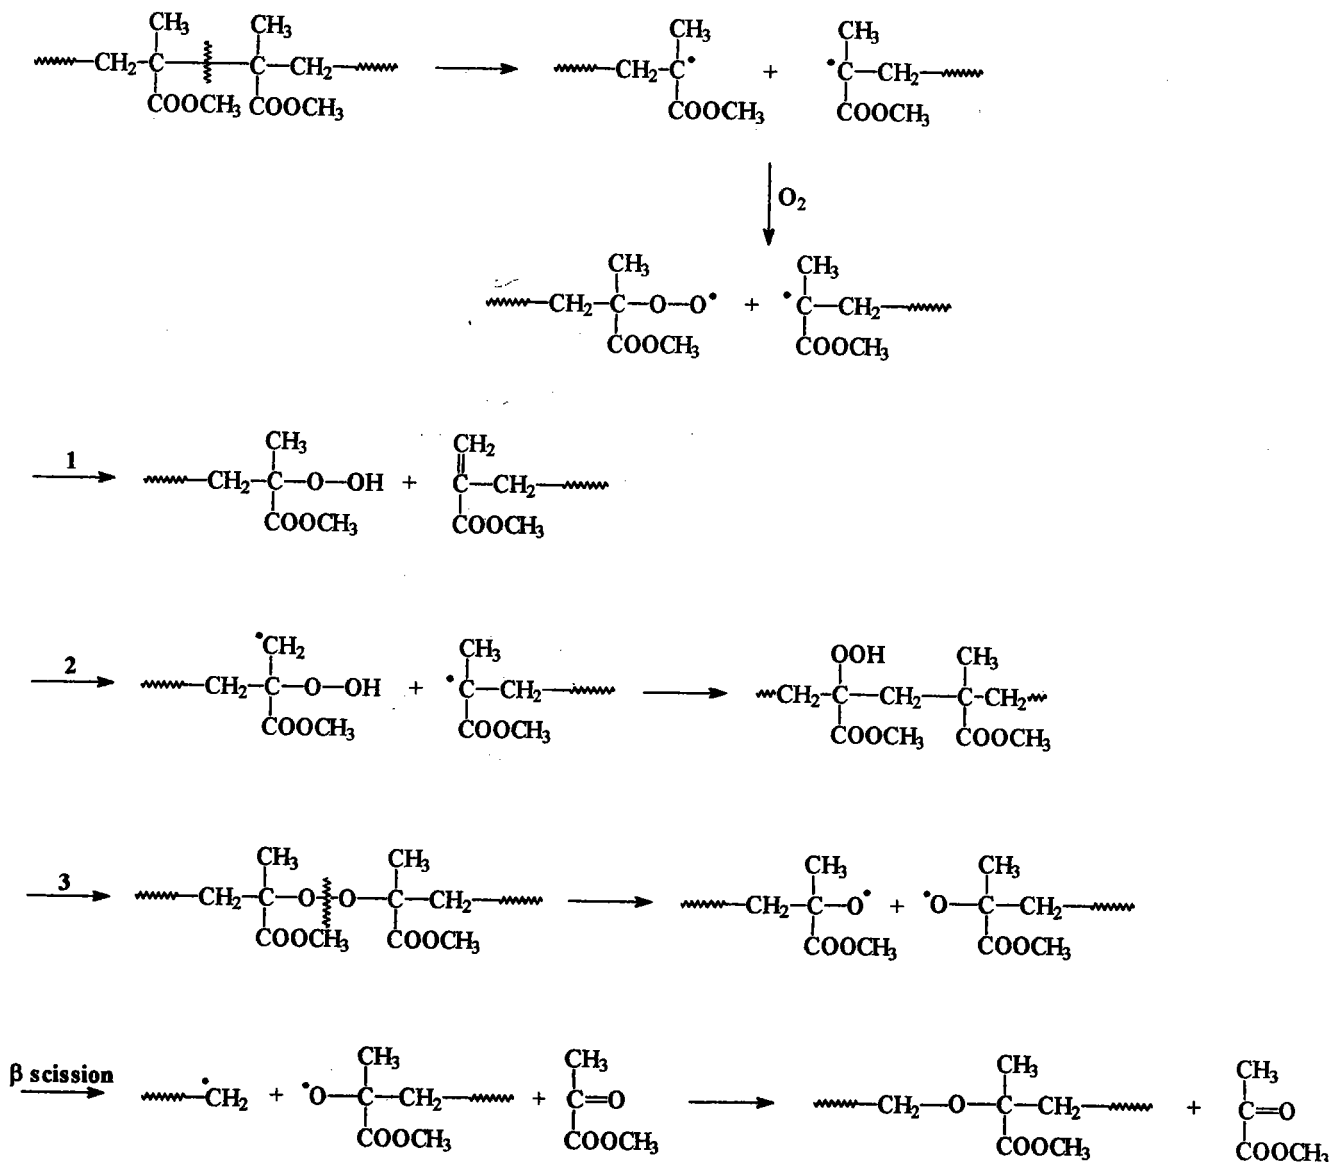 CH₃ CH₃ CH₃ CH₃
CH₂—C—C—CH₂ → CH₂—C• + •C—CH₂
COOCH₃ COOCH₃ COOCH₃ COOCH₃
O₂
CH₃ CH₃
CH₂—C—O—O• + •C—CH₂
COOCH₃ COOCH₃
CH₃ CH₂
1 → CH₂—C—O—OH + C—CH₂
COOCH₃ COOCH₃
•CH₂ CH₃ OOH CH₃
2 → CH₂—C—O—OH + •C—CH₂ → CH₂—C—CH₂—C—CH₂
COOCH₃ COOCH₃ COOCH₃ COOCH₃
CH₃ CH₃ CH₃ CH₃
3 → CH₂—C—O—O—C—CH₂ → CH₂—C—O• + •O—C—CH₂
COOCH₃ COOCH₃ COOCH₃ COOCH₃
CH₃ CH₃ CH₃ CH₃
β scission → •CH₂ + •O—C—CH₂ + C=O → CH₂—O—C—CH₂ + C=O
COOCH₃ COOCH₃ COOCH₃ COOCH₃